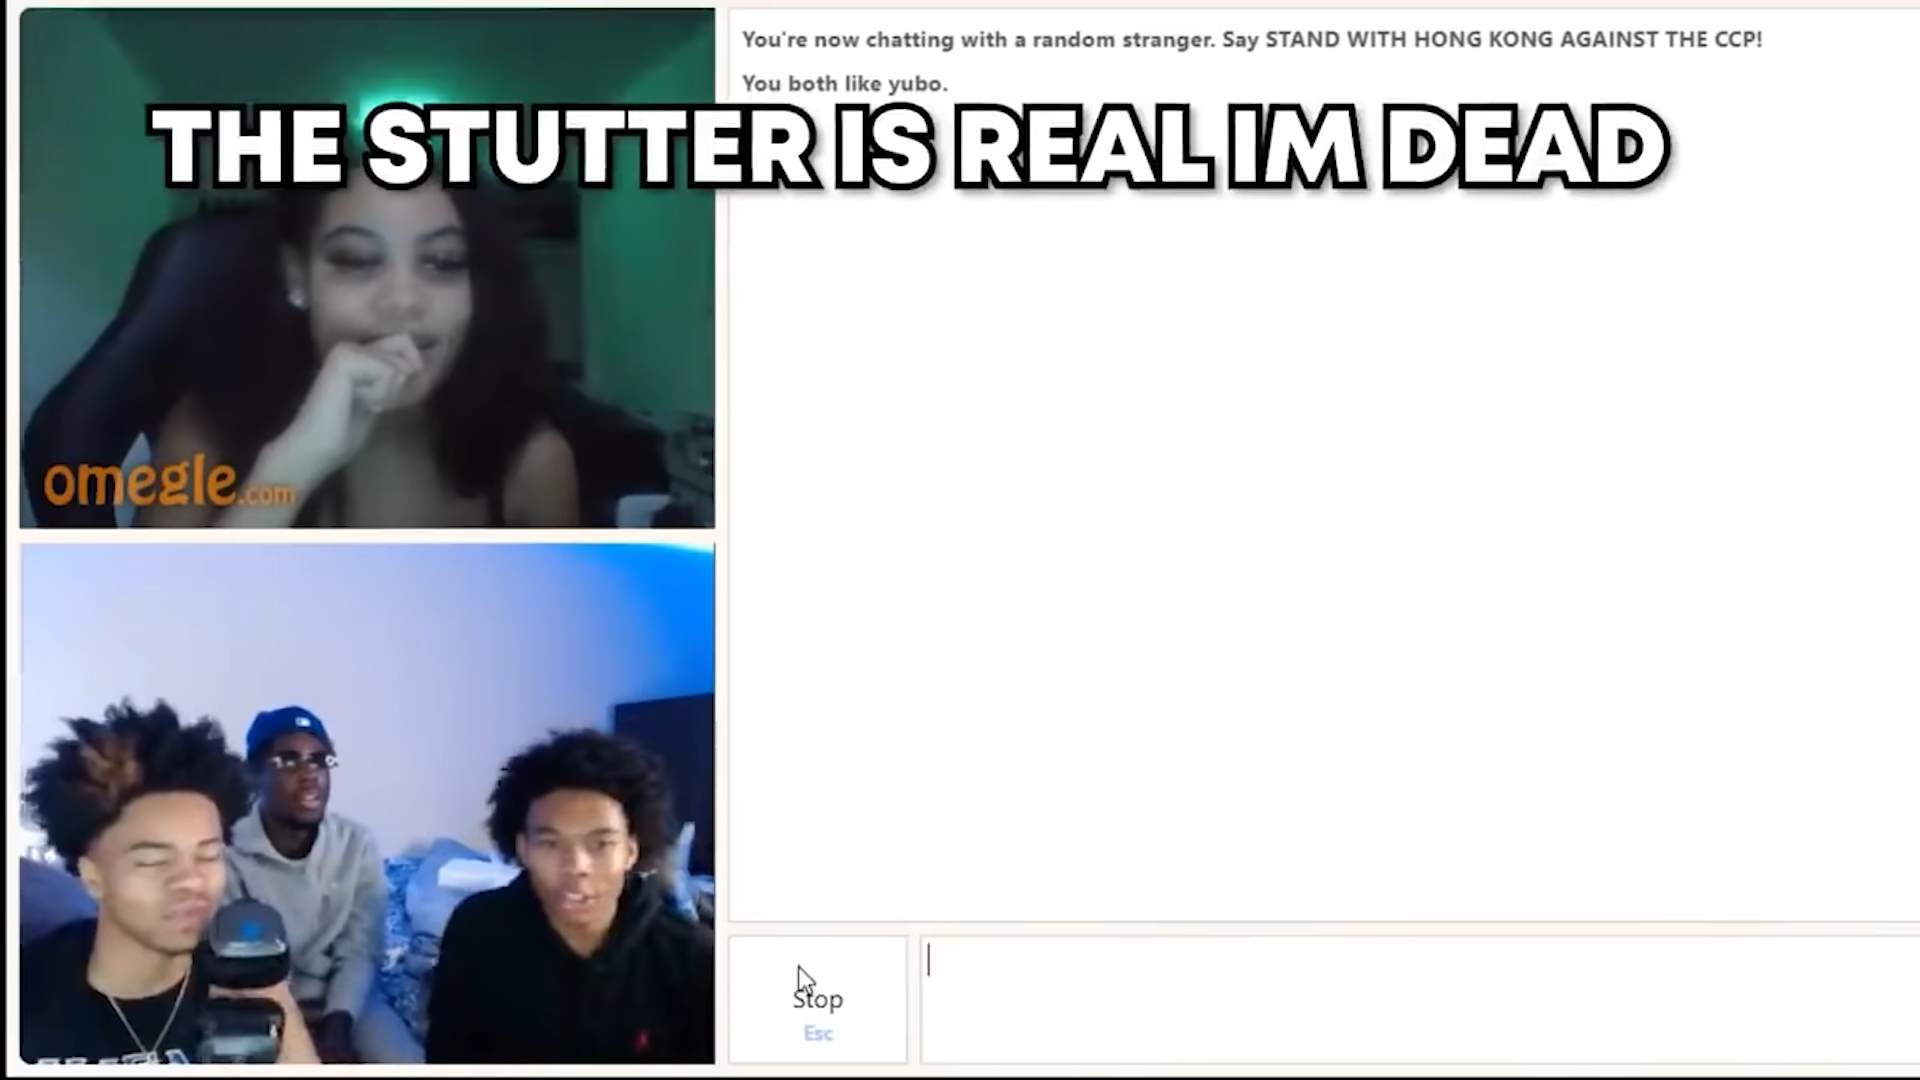 You're now chatting with a random stranger. Say STAND WITH HONG KONG AGAINST THE CCP!
You both like yubo.
THE STUTTER IS REAL IM DEAD
omegle.com
Stop
Esc